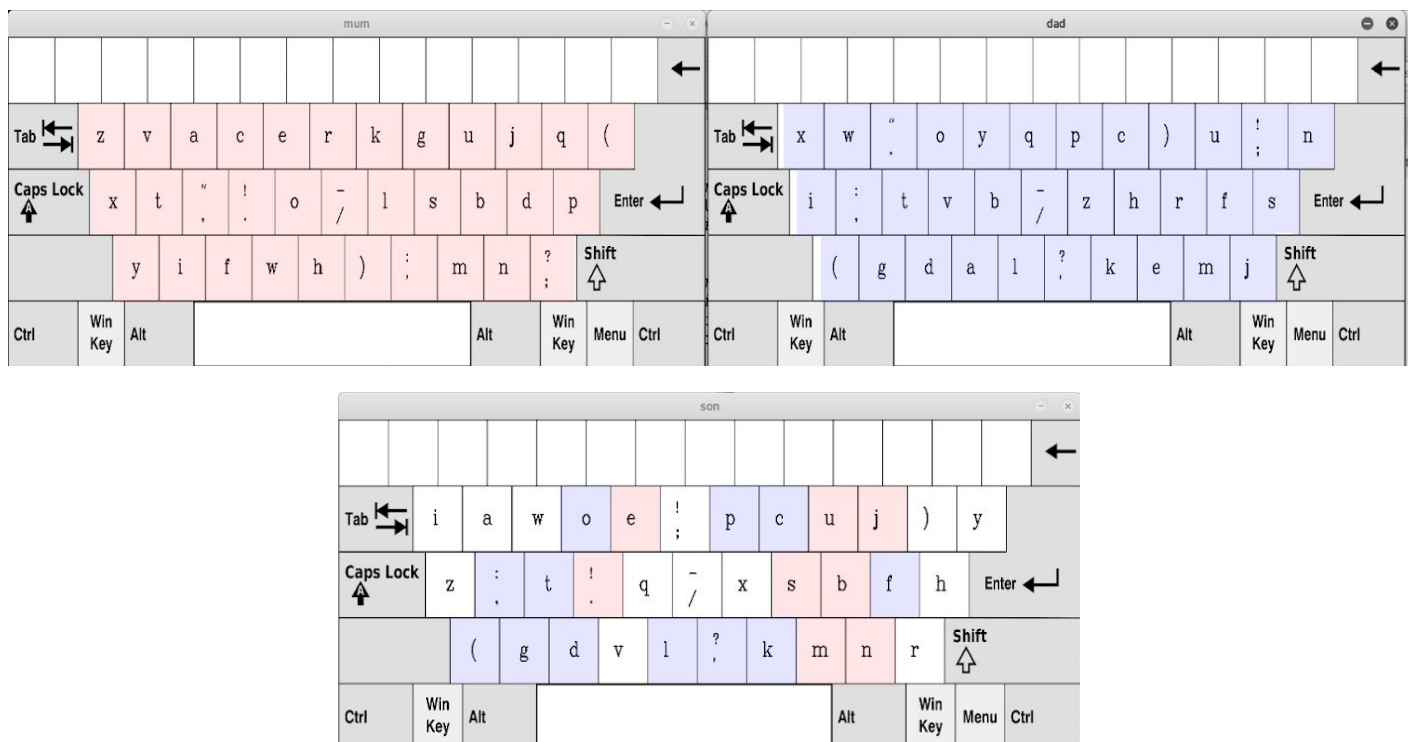 mum
Tab z v a c e r k g u j q (
" !
Caps Lock x t , . o – / l s b d p Enter
y i f w h ) : , m n ? ; Shift
Ctrl Win Key Alt Alt Win Key Menu Ctrl
dad
Tab x w " . o y q p c ) u ! ; n
Caps Lock i : , t v b – / z h r f s Enter
( g d a l ? , k e m j Shift
Ctrl Win Key Alt Alt Win Key Menu Ctrl
son
Tab i a w o e ! ; p c u j ) y
Caps Lock z : , t ! . q – / x s b f h Enter
( g d v l ? , k m n r Shift
Ctrl Win Key Alt Alt Win Key Menu Ctrl